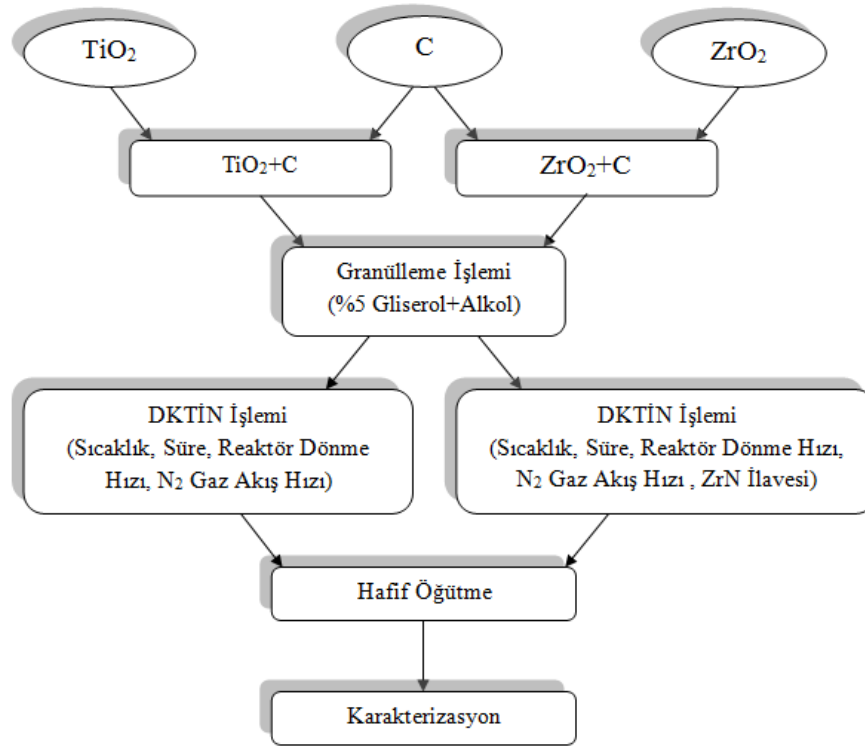 TiO₂
C
ZrO₂
TiO₂+C
ZrO₂+C
Granülleme İşlemi
(%5 Gliserol+Alkol)
DKTİN İşlemi
(Sıcaklık, Süre, Reaktör Dönme
Hızı, N₂ Gaz Akış Hızı)
DKTİN İşlemi
(Sıcaklık, Süre, Reaktör Dönme Hızı,
N₂ Gaz Akış Hızı , ZrN İlavesi)
Hafif Öğütme
Karakterizasyon